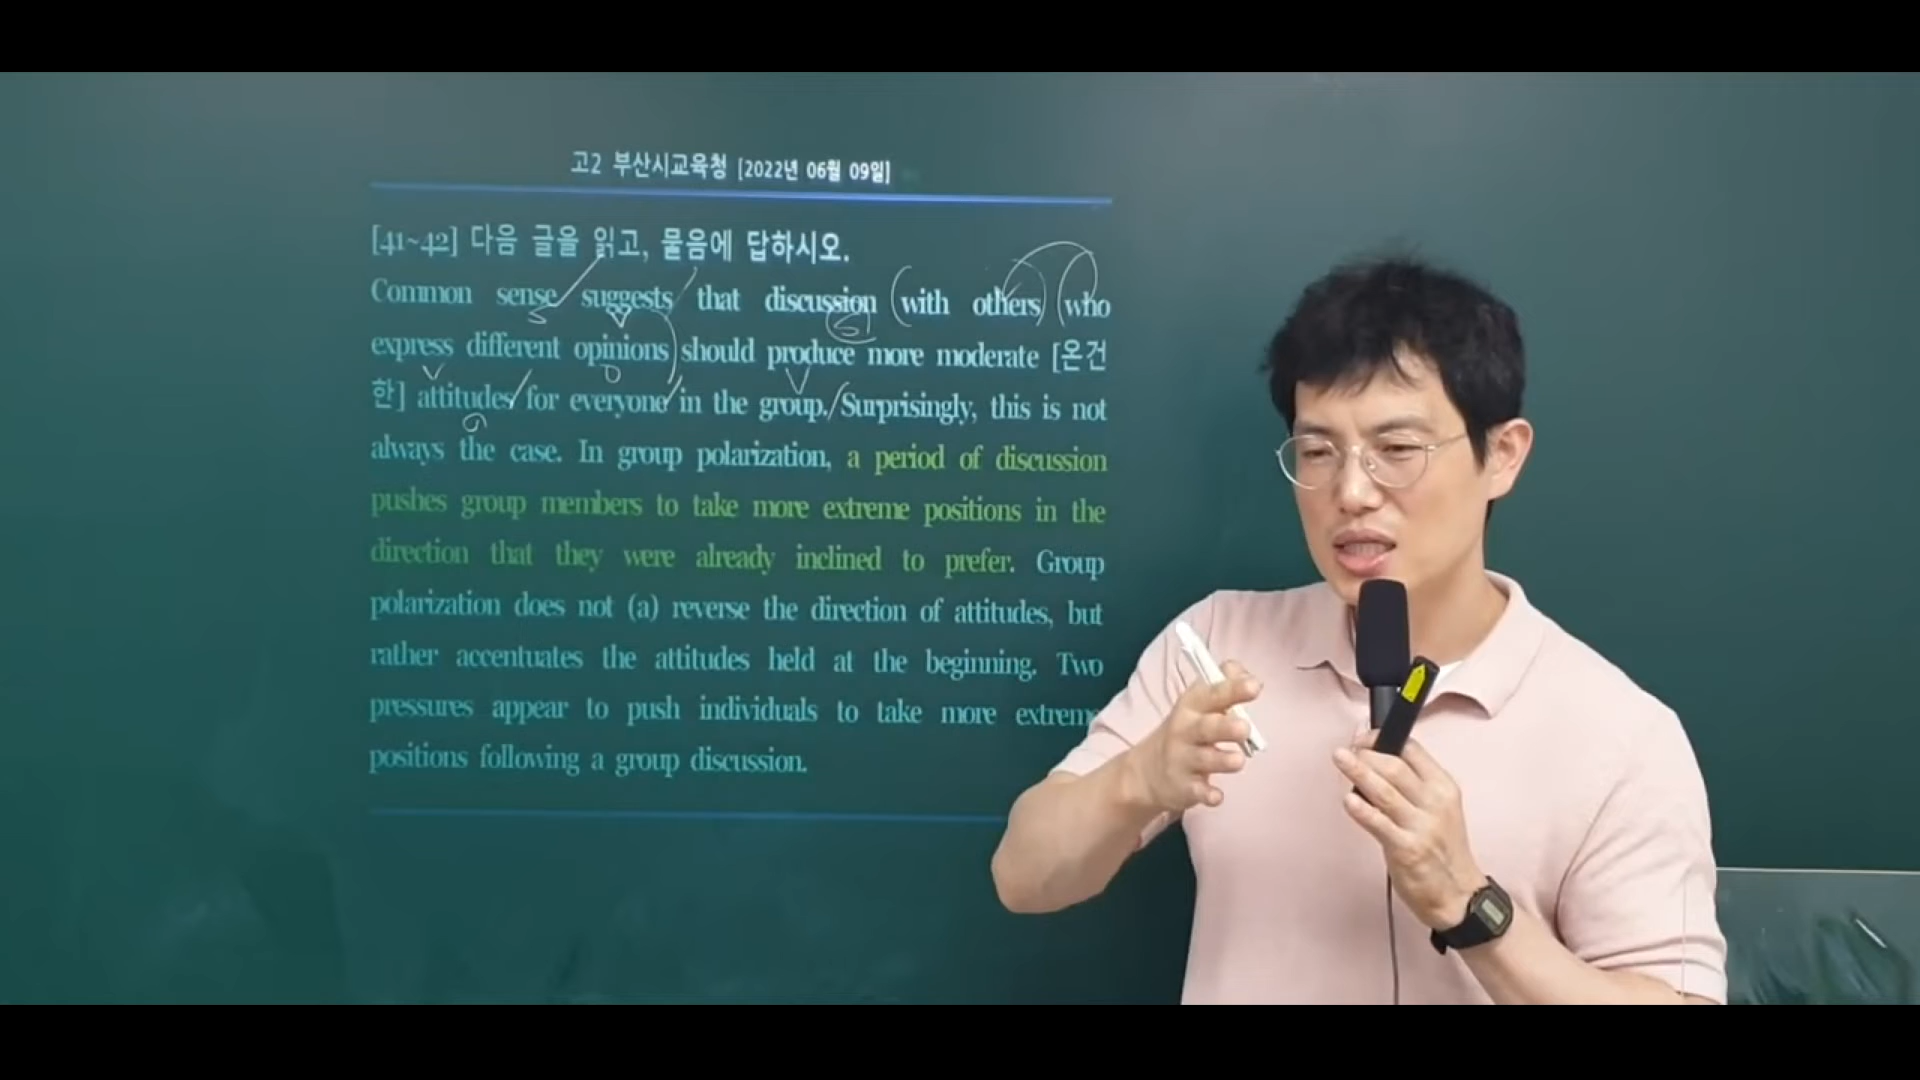 고2 부산시교육청 [2022년 06월 09일]
[41~42] 다음 글을 읽고, 물음에 답하시오.
Common sense suggests that discussion with others who
express different opinions should produce more moderate [온건
한] attitudes for everyone in the group. Surprisingly, this is not
always the case. In group polarization, a period of discussion
pushes group members to take more extreme positions in the
direction that they were already inclined to prefer. Group
polarization does not (a) reverse the direction of attitudes, but
rather accentuates the attitudes held at the beginning. Two
pressures appear to push individuals to take more extreme
positions following a group discussion.